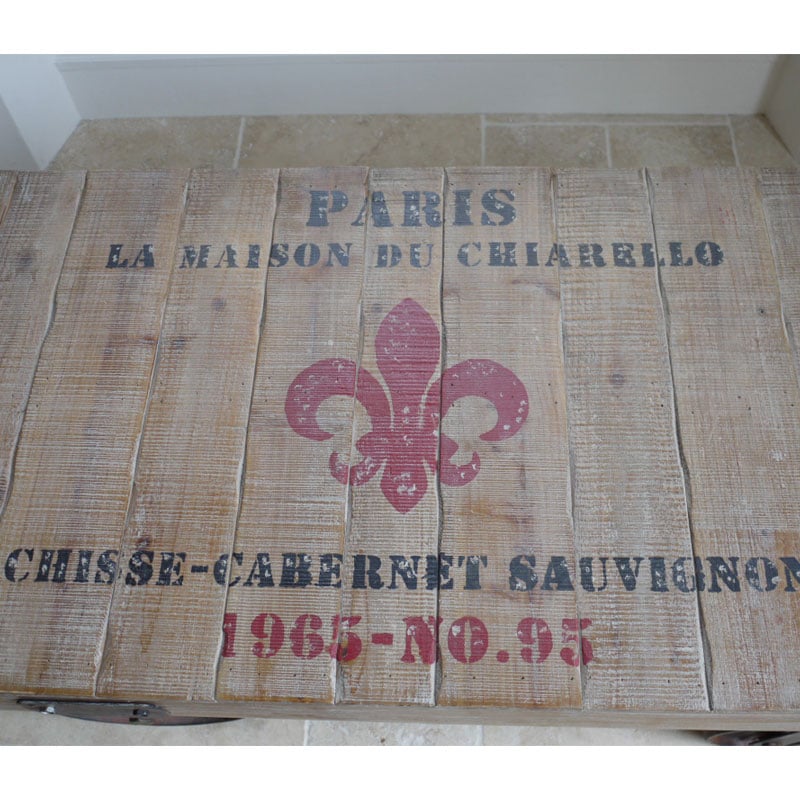 PARIS
LA MAISON DU CHIARELLO
CHISSE-CABERNET SAUVIGNON
1965-NO.95